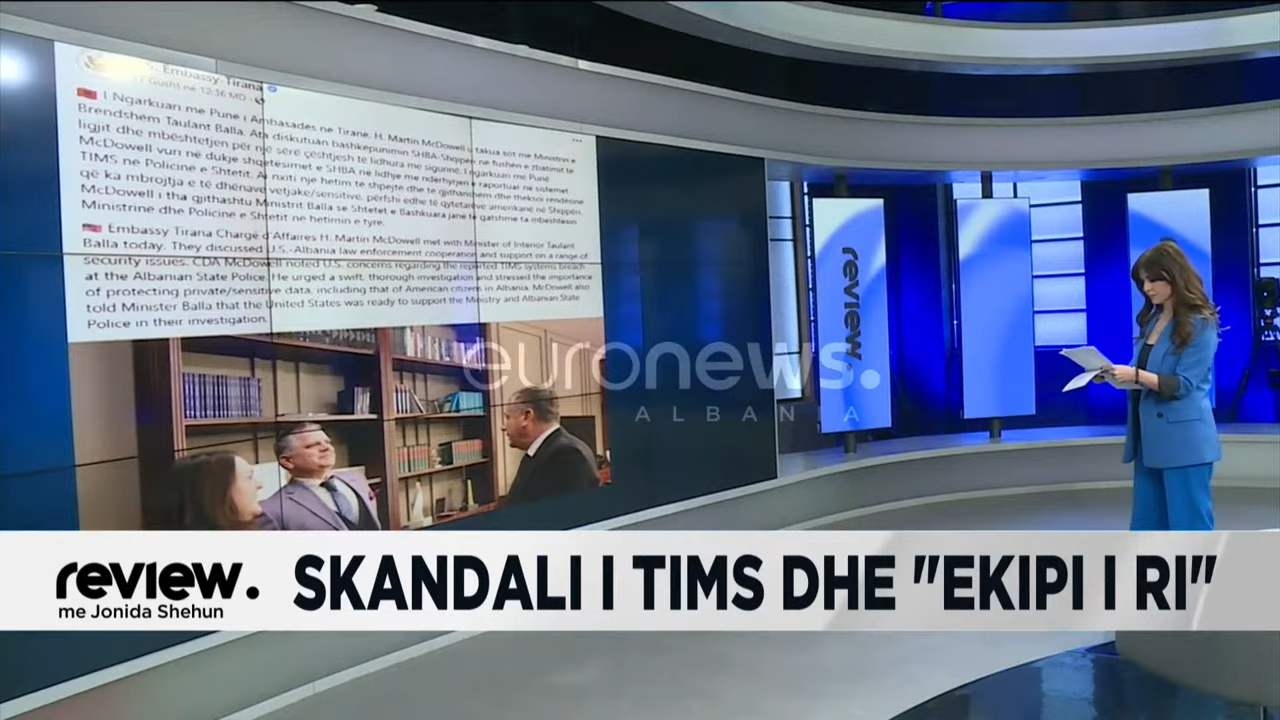 Embassy-Tirana
Gusht në 12:36 MD
I Ngarkuari me Punë i Ambasadës në Tiranë, H. Martin McDowell u takua sot me Ministrin e
Brendshëm Taulant Balla. Ata diskutuan bashkëpunimin SHBA-Shqipëri në fushën e zbatimit të
ligjit dhe mbështetjen për një sërë çështjesh të lidhura me sigurinë. I ngarkuari me Punë
McDowell vuri në dukje shqetësimet e SHBA në lidhje me ndërhyrjen e raportuar në sistemet
TIMS në Policinë e Shtetit. Ai nxiti një hetim të shpejtë dhe të gjithanshëm dhe theksoi rëndësinë
që ka mbrojtja e të dhënave vetjake/sensitive, përfshi edhe të qytetarëve amerikanë në Shqipëri.
McDowell i tha gjithashtu Ministrit Balla se Shtetet e Bashkuara janë të gatshme ta mbështesin
Ministrinë dhe Policinë e Shtetit në hetimin e tyre.
Embassy Tirana Chargé d'Affaires H. Martin McDowell met with Minister of Interior Taulant
Balla today. They discussed U.S.-Albania law enforcement cooperation and support on a range of
security issues. CDA McDowell noted U.S. concerns regarding the reported TIMS systems breach
at the Albanian State Police. He urged a swift, thorough investigation and stressed the importance
of protecting private/sensitive data, including that of American citizens in Albania. McDowell also
told Minister Balla that the United States was ready to support the Ministry and Albanian State
Police in their investigation.
review.
euronews.
ALBANIA
review.
me Jonida Shehun
SKANDALI I TIMS DHE "EKIPI I RI"